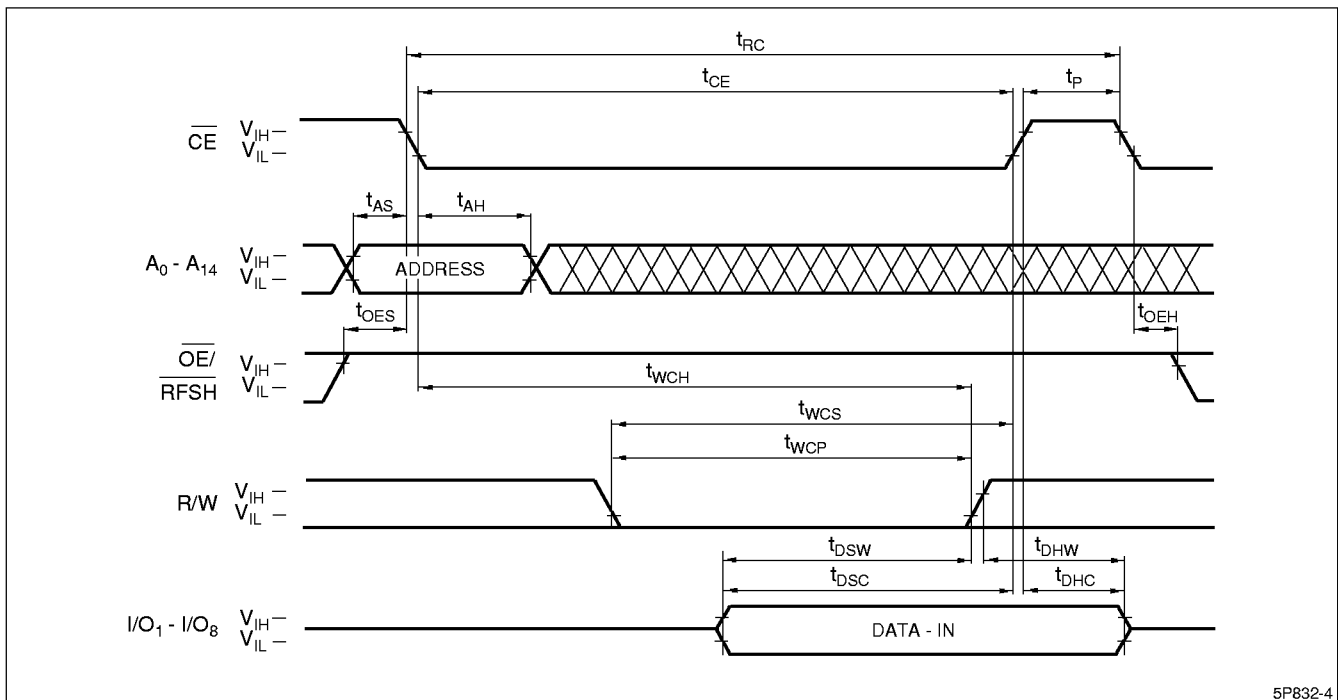 tRC
tCE
tP
CE
VIH
VIL
tAS
tAH
A0 - A14
VIH
VIL
ADDRESS
tOES
tOEH
OE/
RFSH
VIH
VIL
tWCH
tWCS
tWCP
R/W
VIH
VIL
tDSW
tDHW
tDSC
tDHC
I/O1 - I/O8
VIH
VIL
DATA - IN
5P832-4